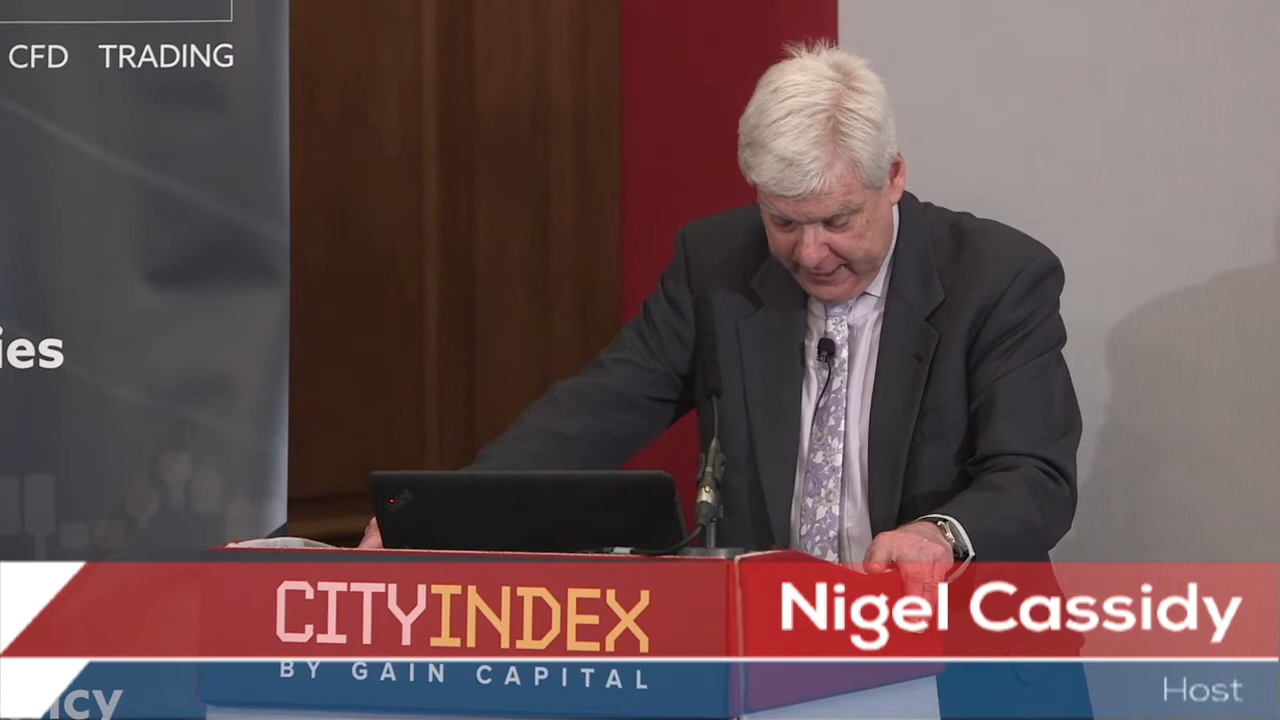 CFD TRADING
ies
CITYINDEX
BY GAIN CAPITAL
Nigel Cassidy
Host